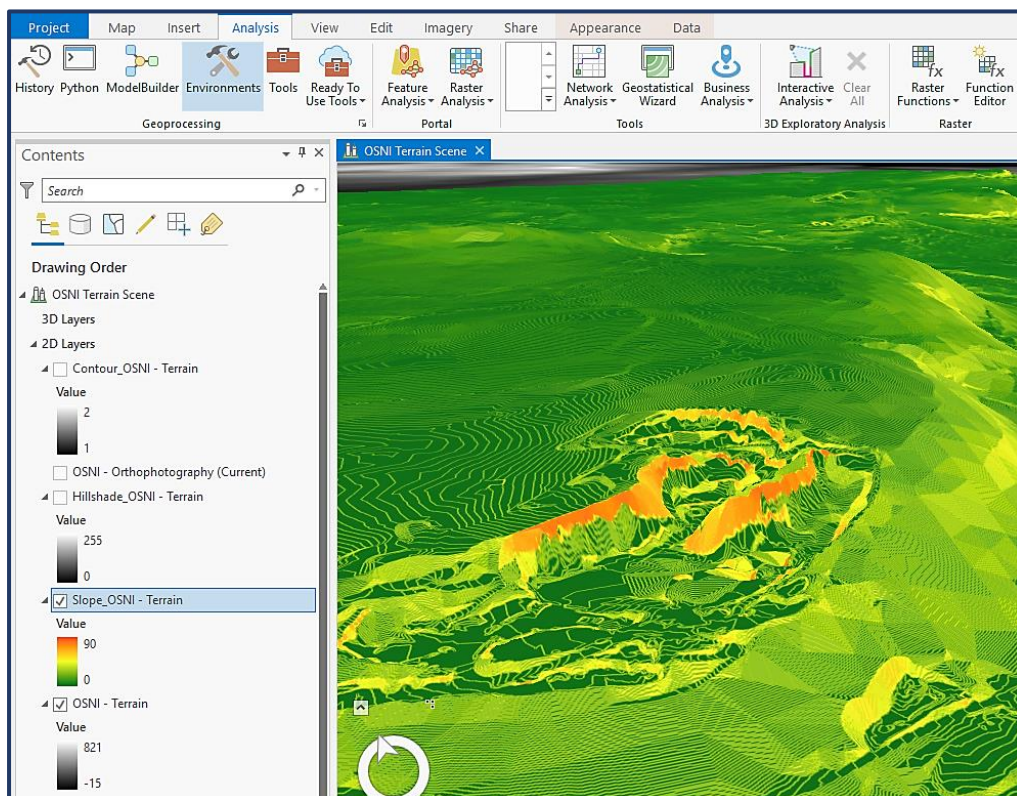 Project Map Insert Analysis View Edit Imagery Share Appearance Data
History Python ModelBuilder Environments Tools Ready To Use Tools Feature Analysis Raster Analysis Network Analysis Geostatistical Wizard Business Analysis Interactive Analysis Clear All Raster Functions Function Editor
Geoprocessing Portal Tools 3D Exploratory Analysis Raster
Contents
OSNI Terrain Scene
Search
Drawing Order
OSNI Terrain Scene
3D Layers
2D Layers
Contour_OSNI - Terrain
Value
2
1
OSNI - Orthophotography (Current)
Hillshade_OSNI - Terrain
Value
255
0
Slope_OSNI - Terrain
Value
90
0
OSNI - Terrain
Value
821
-15